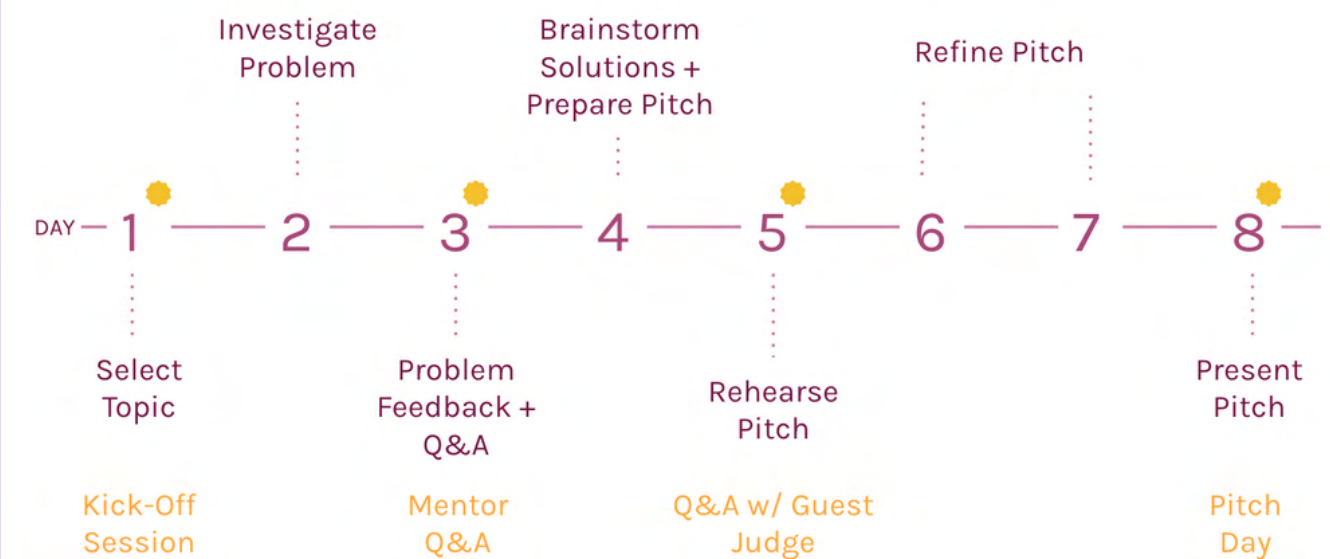 Investigate
Problem
Brainstorm
Solutions +
Prepare Pitch
Refine Pitch
DAY 1 2 3 4 5 6 7 8
Select
Topic
Problem
Feedback +
Q&A
Rehearse
Pitch
Present
Pitch
Kick-Off
Session
Mentor
Q&A
Q&A w/ Guest
Judge
Pitch
Day